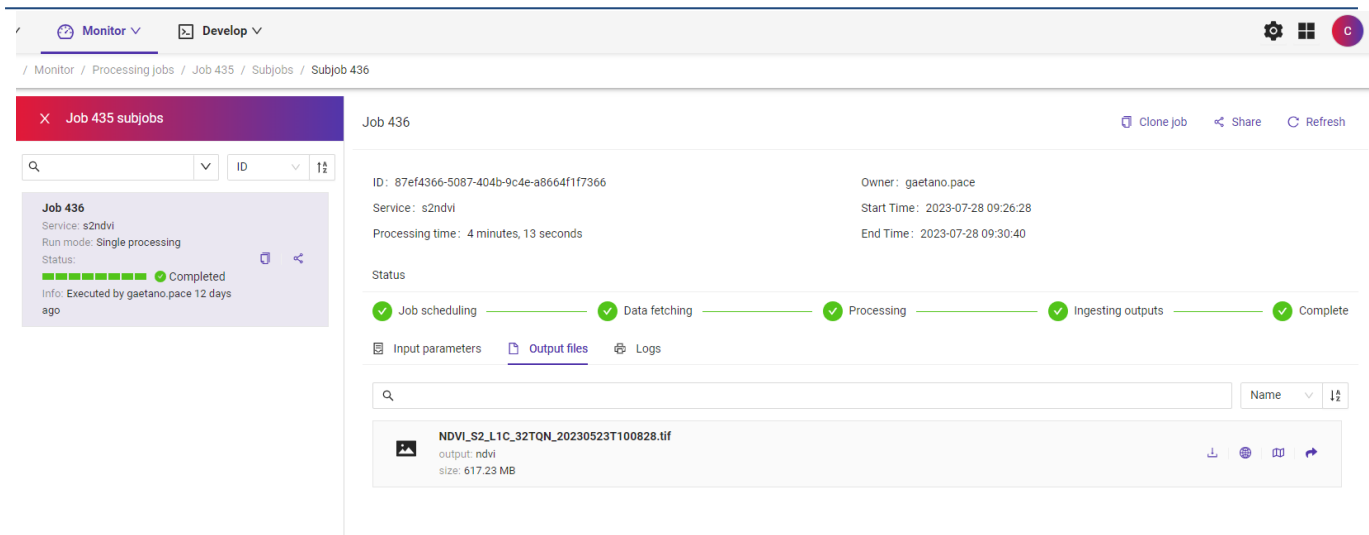 Monitor
Develop
C
/ Monitor / Processing jobs / Job 435 / Subjobs / Subjob 436
Job 435 subjobs
ID
Job 436
Service: s2ndvi
Run mode: Single processing
Status:
Completed
Info: Executed by gaetano.pace 12 days
ago
Job 436
Clone job
Share
Refresh
ID: 87ef4366-5087-404b-9c4e-a8664f1f7366
Owner: gaetano.pace
Service: s2ndvi
Start Time: 2023-07-28 09:26:28
Processing time: 4 minutes, 13 seconds
End Time: 2023-07-28 09:30:40
Status
Job scheduling
Data fetching
Processing
Ingesting outputs
Complete
Input parameters
Output files
Logs
Name
NDVI_S2_L1C_32TQN_20230523T100828.tif
output: ndvi
size: 617.23 MB